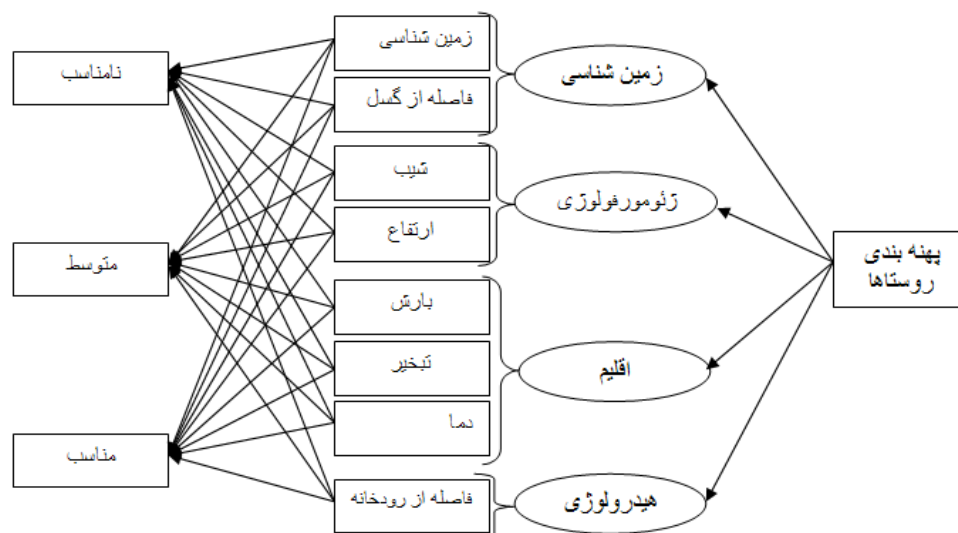 پهنه بندی
روستاها
زمین شناسی
ژئومورفولوژی
اقلیم
هیدرولوژی
زمین شناسی
فاصله از گسل
شیب
ارتفاع
بارش
تبخیر
دما
فاصله از رودخانه
نامناسب
متوسط
مناسب